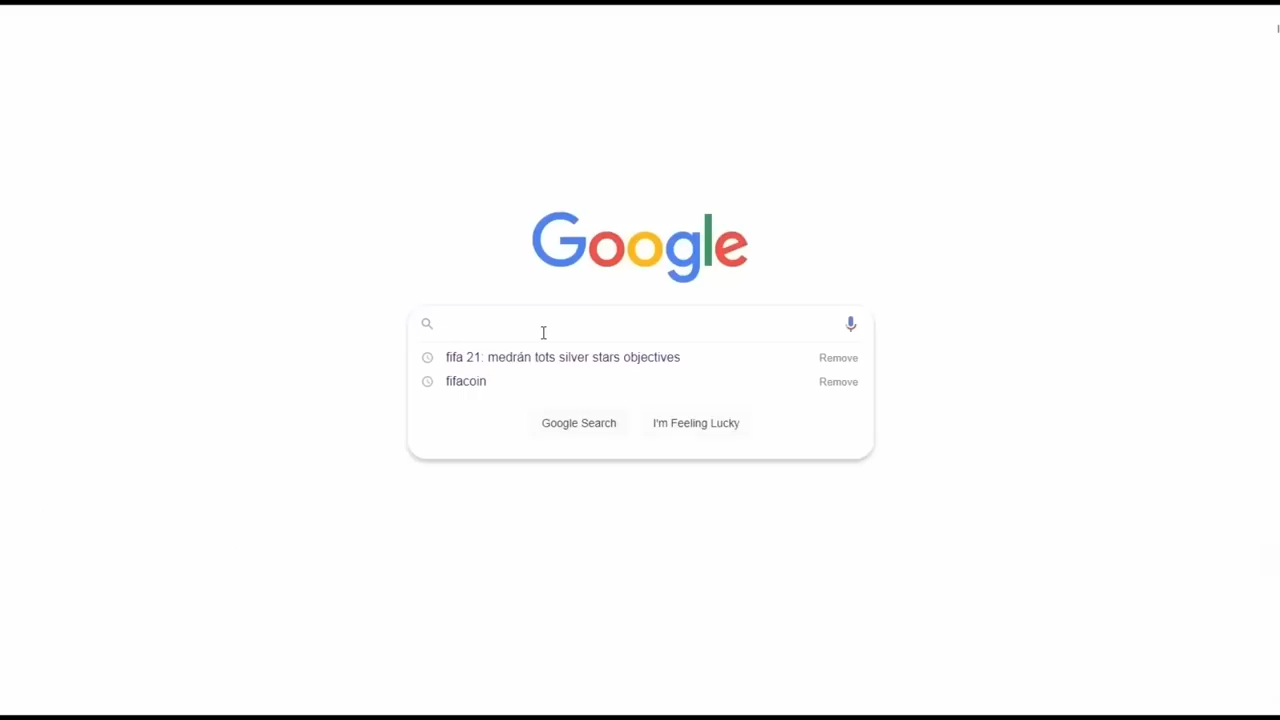 Google
fifa 21: medrán tots silver stars objectives Remove
fifacoin Remove
Google Search I'm Feeling Lucky